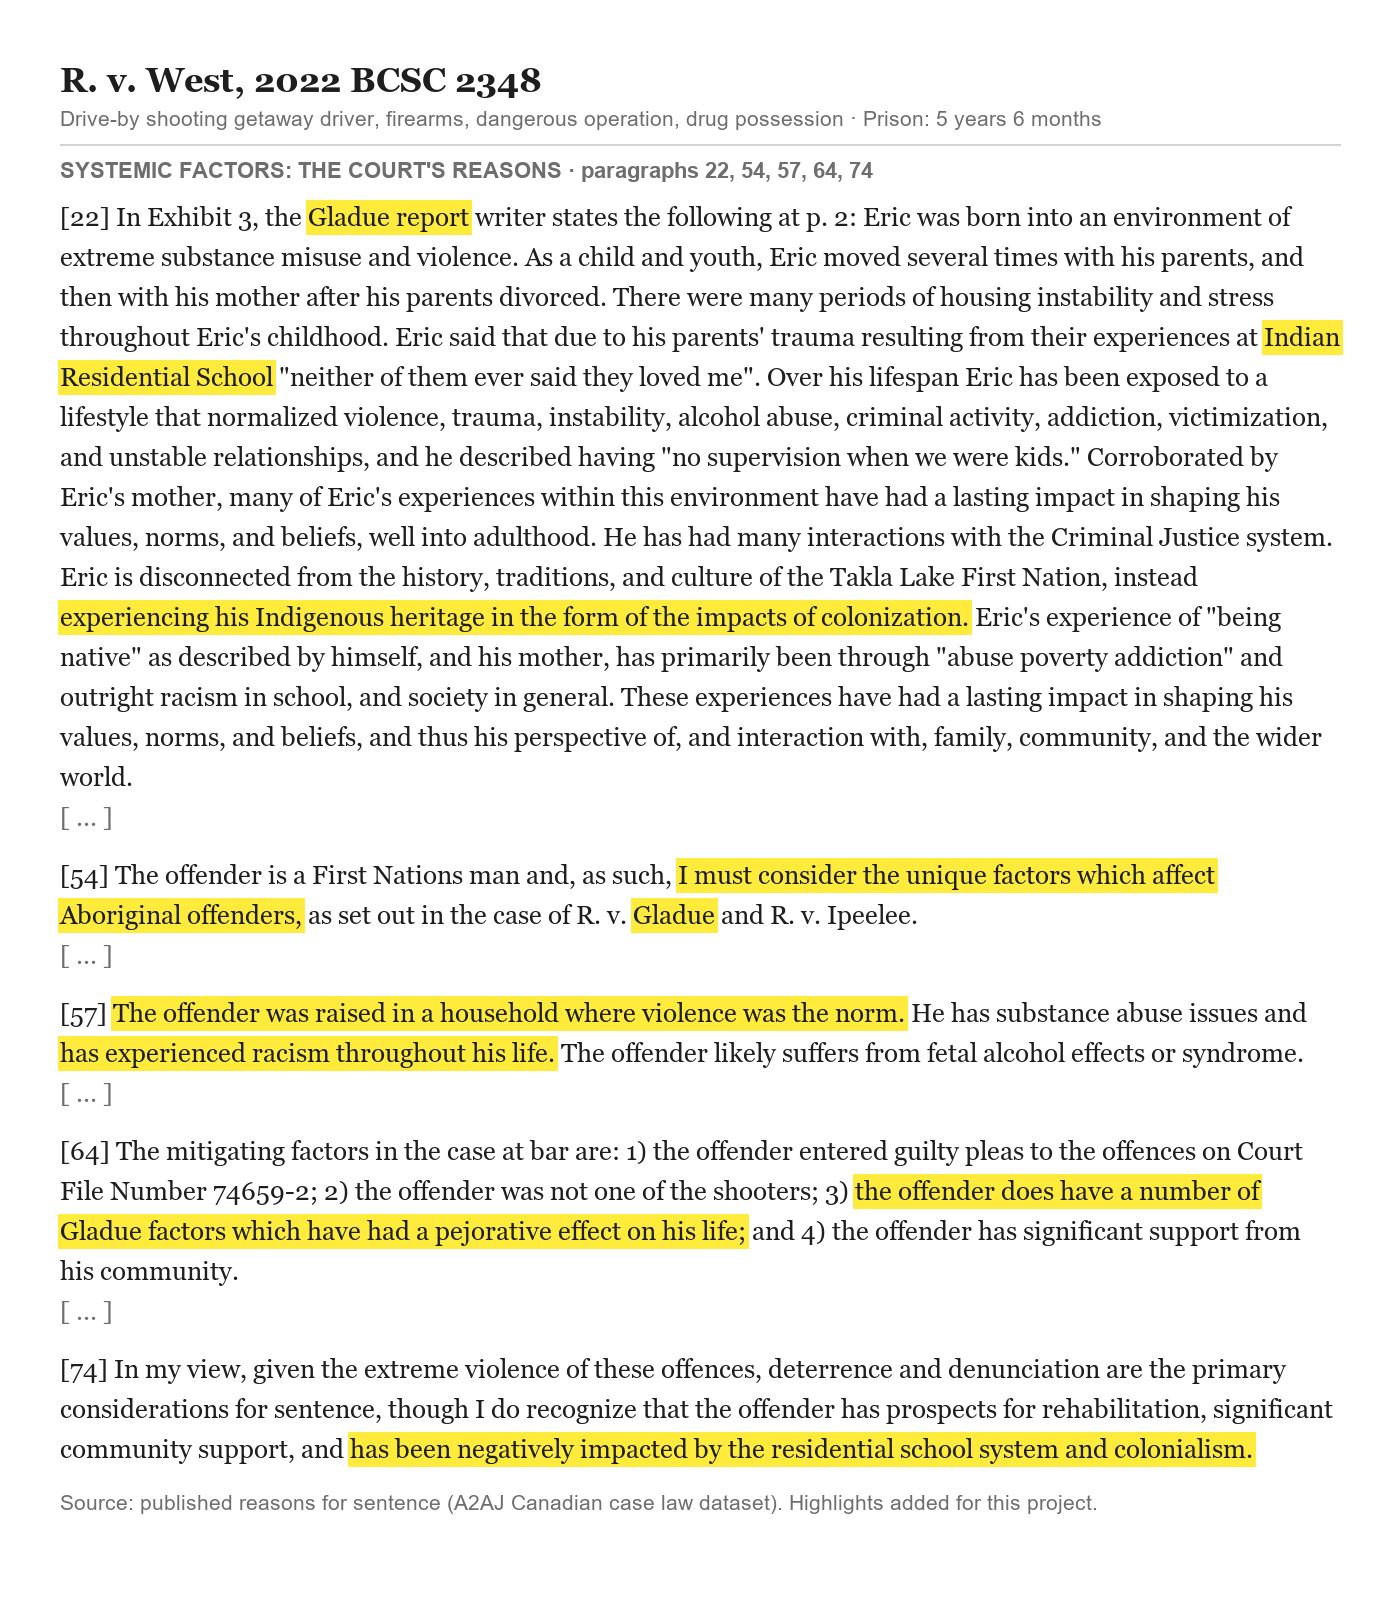 R. v. West, 2022 BCSC 2348
Drive-by shooting getaway driver, firearms, dangerous operation, drug possession · Prison: 5 years 6 months
SYSTEMIC FACTORS: THE COURT'S REASONS · paragraphs 22, 54, 57, 64, 74
[22] In Exhibit 3, the Gladue report writer states the following at p. 2: Eric was born into an environment of
extreme substance misuse and violence. As a child and youth, Eric moved several times with his parents, and
then with his mother after his parents divorced. There were many periods of housing instability and stress
throughout Eric's childhood. Eric said that due to his parents' trauma resulting from their experiences at Indian
Residential School "neither of them ever said they loved me". Over his lifespan Eric has been exposed to a
lifestyle that normalized violence, trauma, instability, alcohol abuse, criminal activity, addiction, victimization,
and unstable relationships, and he described having "no supervision when we were kids." Corroborated by
Eric's mother, many of Eric's experiences within this environment have had a lasting impact in shaping his
values, norms, and beliefs, well into adulthood. He has had many interactions with the Criminal Justice system.
Eric is disconnected from the history, traditions, and culture of the Takla Lake First Nation, instead
experiencing his Indigenous heritage in the form of the impacts of colonization. Eric's experience of "being
native" as described by himself, and his mother, has primarily been through "abuse poverty addiction" and
outright racism in school, and society in general. These experiences have had a lasting impact in shaping his
values, norms, and beliefs, and thus his perspective of, and interaction with, family, community, and the wider
world.
[ ... ]
[54] The offender is a First Nations man and, as such, I must consider the unique factors which affect
Aboriginal offenders, as set out in the case of R. v. Gladue and R. v. Ipeelee.
[ ... ]
[57] The offender was raised in a household where violence was the norm. He has substance abuse issues and
has experienced racism throughout his life. The offender likely suffers from fetal alcohol effects or syndrome.
[ ... ]
[64] The mitigating factors in the case at bar are: 1) the offender entered guilty pleas to the offences on Court
File Number 74659-2; 2) the offender was not one of the shooters; 3) the offender does have a number of
Gladue factors which have had a pejorative effect on his life; and 4) the offender has significant support from
his community.
[ ... ]
[74] In my view, given the extreme violence of these offences, deterrence and denunciation are the primary
considerations for sentence, though I do recognize that the offender has prospects for rehabilitation, significant
community support, and has been negatively impacted by the residential school system and colonialism.
Source: published reasons for sentence (A2AJ Canadian case law dataset). Highlights added for this project.